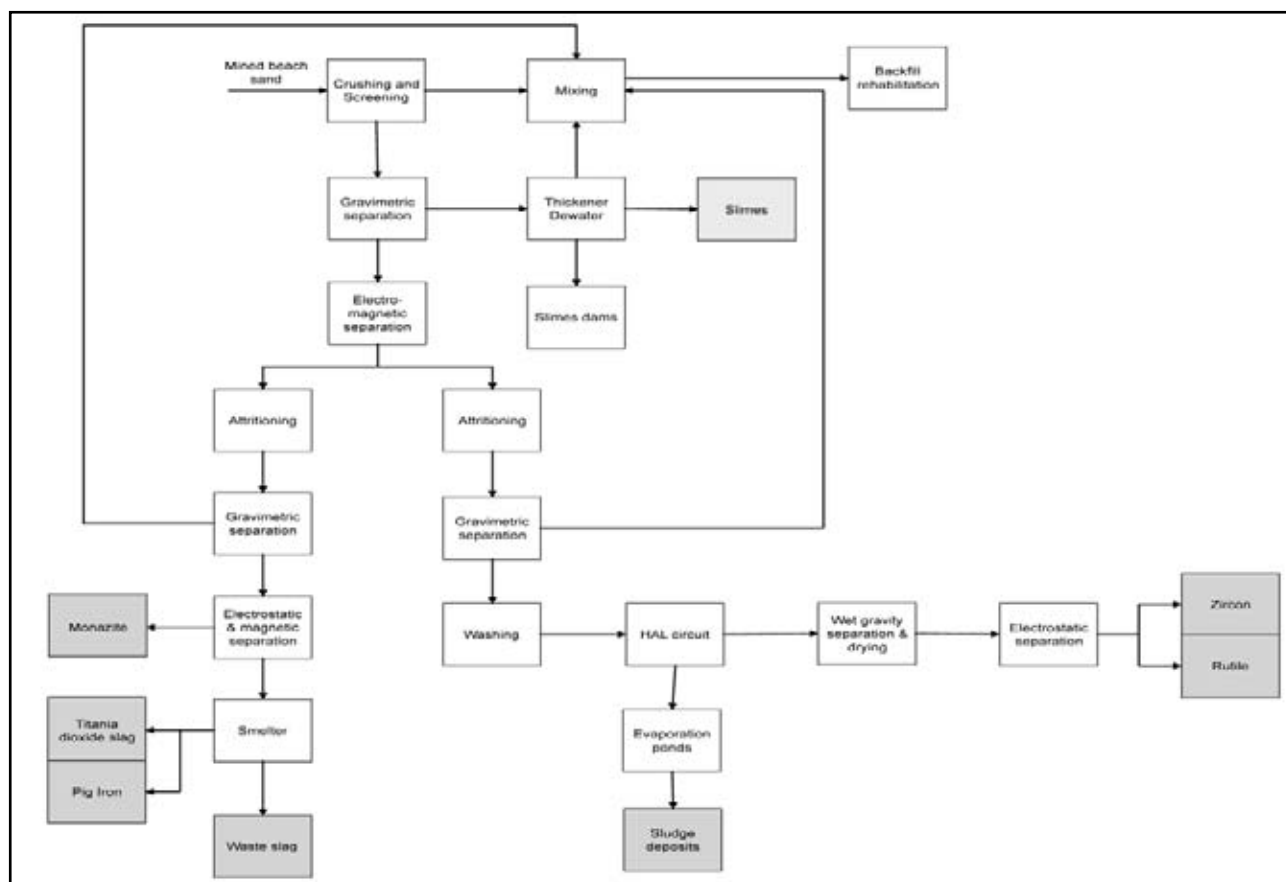 Mined beach
sand
Crushing and
Screening
Mixing
Backfill
rehabilitation
Gravimetric
separation
Thickener
Dewater
Slimes
Electro-
magnetic
separation
Slimes dams
Attritioning
Attritioning
Gravimetric
separation
Gravimetric
separation
Monazite
Electrostatic
& magnetic
separation
Washing
HAL circuit
Wet gravity
separation &
drying
Electrostatic
separation
Zircon
Rutile
Titania
dioxide slag
Pig Iron
Smelter
Evaporation
ponds
Waste slag
Sludge
deposits